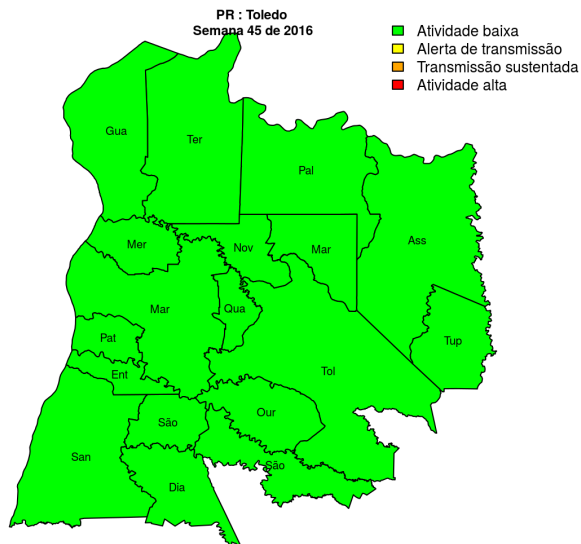 PR : Toledo
Semana 45 de 2016
Atividade baixa
Alerta de transmissão
Transmissão sustentada
Atividade alta
Gua
Ter
Pal
Mer
Nov
Mar
Ass
Mar
Qua
Pat
Tup
Ent
Tol
São
Our
San
São
Dia